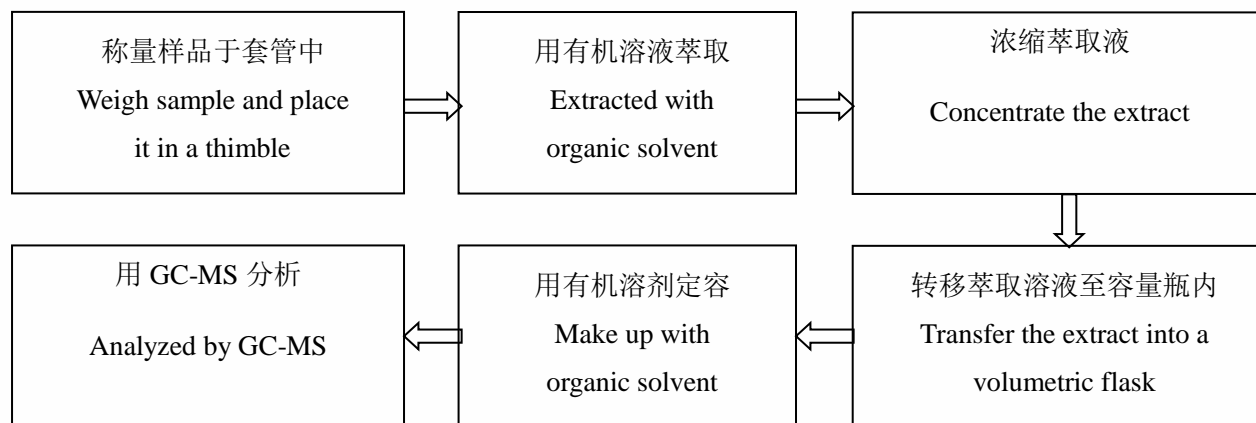 称量样品于套管中
Weigh sample and place
it in a thimble
用有机溶液萃取
Extracted with
organic solvent
浓缩萃取液
Concentrate the extract
转移萃取溶液至容量瓶内
Transfer the extract into a
volumetric flask
用有机溶剂定容
Make up with
organic solvent
用 GC-MS 分析
Analyzed by GC-MS